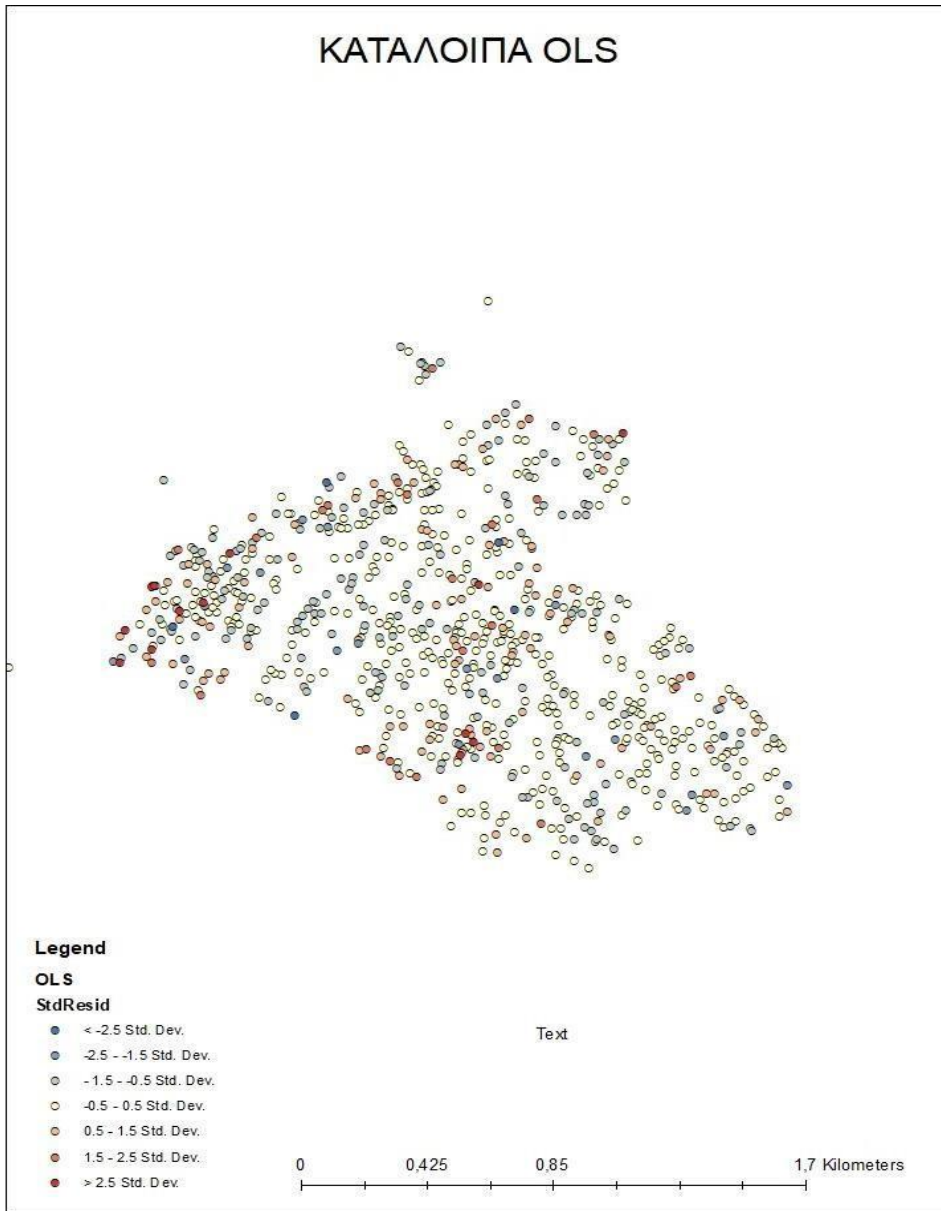 ΚΑΤΑΛΟΙΠΑ OLS
Legend
OLS
StdResid
< -2.5 Std. Dev.
-2.5 - -1.5 Std. Dev.
-1.5 - -0.5 Std. Dev.
-0.5 - 0.5 Std. Dev.
0.5 - 1.5 Std. Dev.
1.5 - 2.5 Std. Dev.
> 2.5 Std. Dev.
Text
0 0,425 0,85 1,7 Kilometers